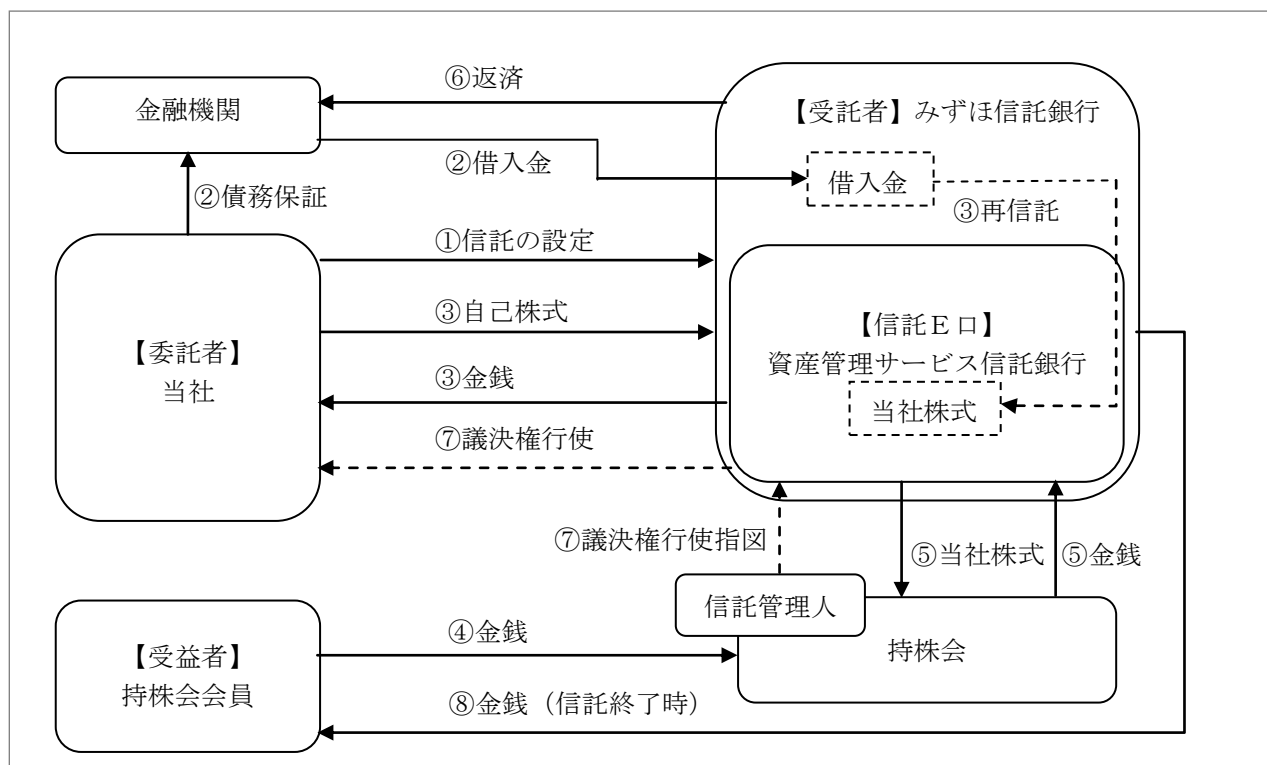 ⑥返済
金融機関
【受託者】みずほ信託銀行
②借入金
借入金
②債務保証
③再信託
①信託の設定
③自己株式
【信託E口】
資産管理サービス信託銀行
【委託者】
当社
③金銭
当社株式
⑦議決権行使
⑦議決権行使指図
⑤当社株式
⑤金銭
信託管理人
④金銭
持株会
【受益者】
持株会会員
⑧金銭（信託終了時）